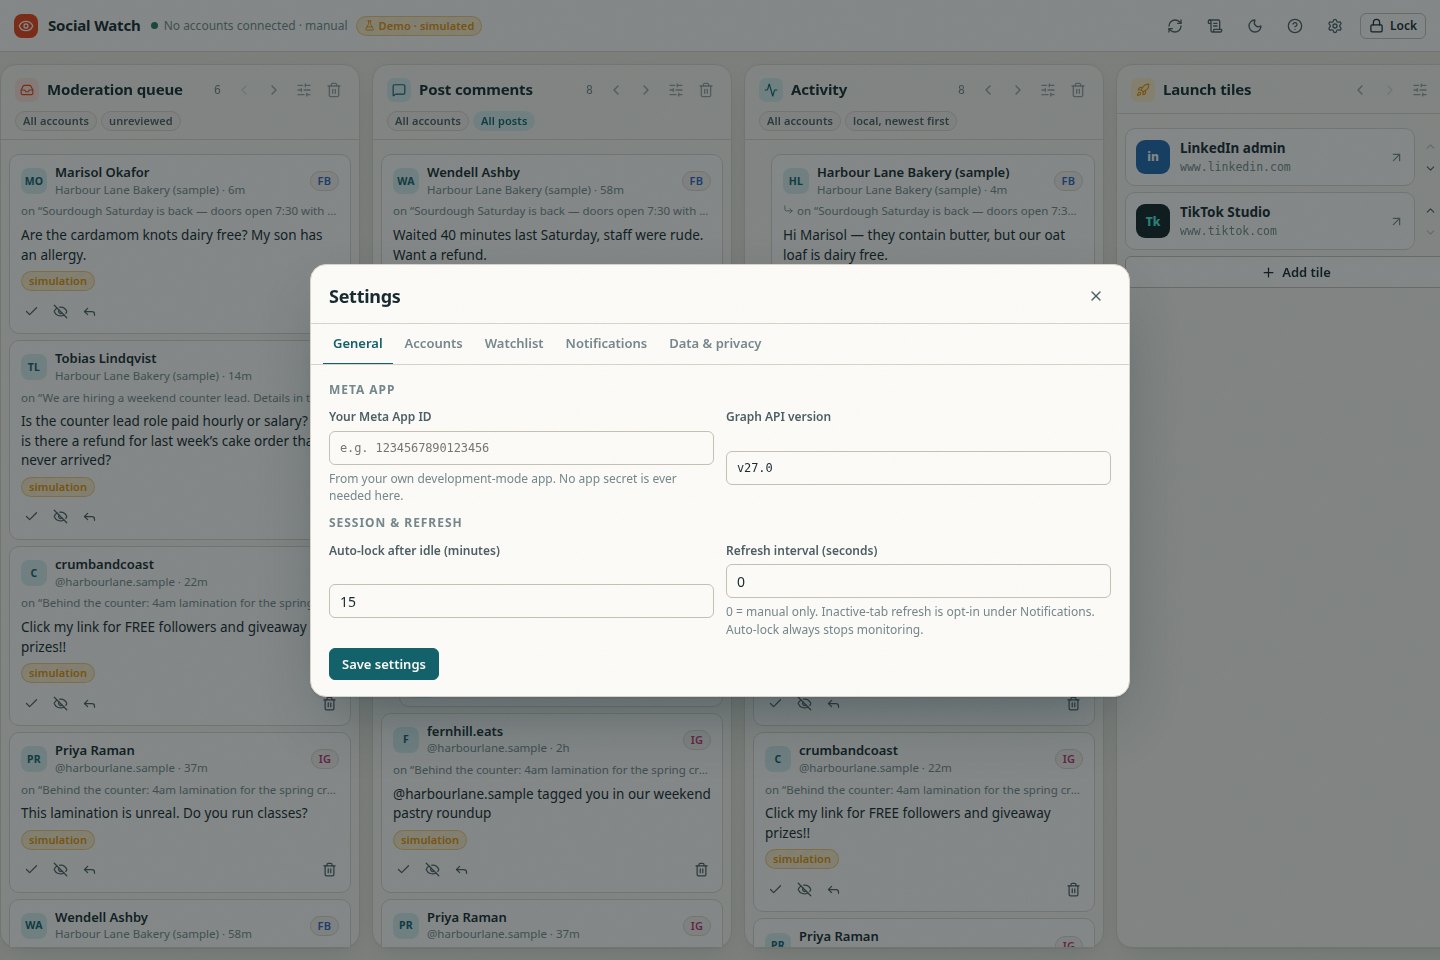 Social Watch
No accounts connected · manual
Demo · simulated
Lock
Moderation queue
6
All accounts
unreviewed
MO
Marisol Okafor
Harbour Lane Bakery (sample) · 6m
FB
on “Sourdough Saturday is back — doors open 7:30 with ...
Are the cardamom knots dairy free? My son has
an allergy.
simulation
TL
Tobias Lindqvist
Harbour Lane Bakery (sample) · 14m
on “We are hiring a weekend counter lead. Details in t
Is the counter lead role paid hourly or salary?
is there a refund for last week’s cake order tha
never arrived?
simulation
C
crumbandcoast
@harbourlane.sample · 22m
on “Behind the counter: 4am lamination for the spring
Click my link for FREE followers and giveaway
prizes!!
simulation
PR
Priya Raman
@harbourlane.sample · 37m
IG
on “Behind the counter: 4am lamination for the spring cr...
This lamination is unreal. Do you run classes?
simulation
WA
Wendell Ashby
Harbour Lane Bakery (sample) · 58m
FB
Post comments
8
All accounts
All posts
WA
Wendell Ashby
Harbour Lane Bakery (sample) · 58m
FB
on “Sourdough Saturday is back — doors open 7:30 with ...
Waited 40 minutes last Saturday, staff were rude.
Want a refund.
F
fernhill.eats
@harbourlane.sample · 2h
IG
on “Behind the counter: 4am lamination for the spring cr...
@harbourlane.sample tagged you in our weekend
pastry roundup
simulation
PR
Priya Raman
@harbourlane.sample · 37m
IG
Activity
8
All accounts
local, newest first
HL
Harbour Lane Bakery (sample)
Harbour Lane Bakery (sample) · 4m
FB
on “Sourdough Saturday is back — doors open 7:3...
Hi Marisol — they contain butter, but our oat
loaf is dairy free.
C
crumbandcoast
@harbourlane.sample · 22m
IG
on “Behind the counter: 4am lamination for the spring cr...
Click my link for FREE followers and giveaway
prizes!!
simulation
PR
Priya Raman
IG
Launch tiles
in
LinkedIn admin
www.linkedin.com
Tk
TikTok Studio
www.tiktok.com
Add tile
Settings
General
Accounts
Watchlist
Notifications
Data & privacy
META APP
Your Meta App ID
e.g. 1234567890123456
From your own development-mode app. No app secret is ever
needed here.
Graph API version
v27.0
SESSION & REFRESH
Auto-lock after idle (minutes)
15
Refresh interval (seconds)
0
0 = manual only. Inactive-tab refresh is opt-in under Notifications.
Auto-lock always stops monitoring.
Save settings